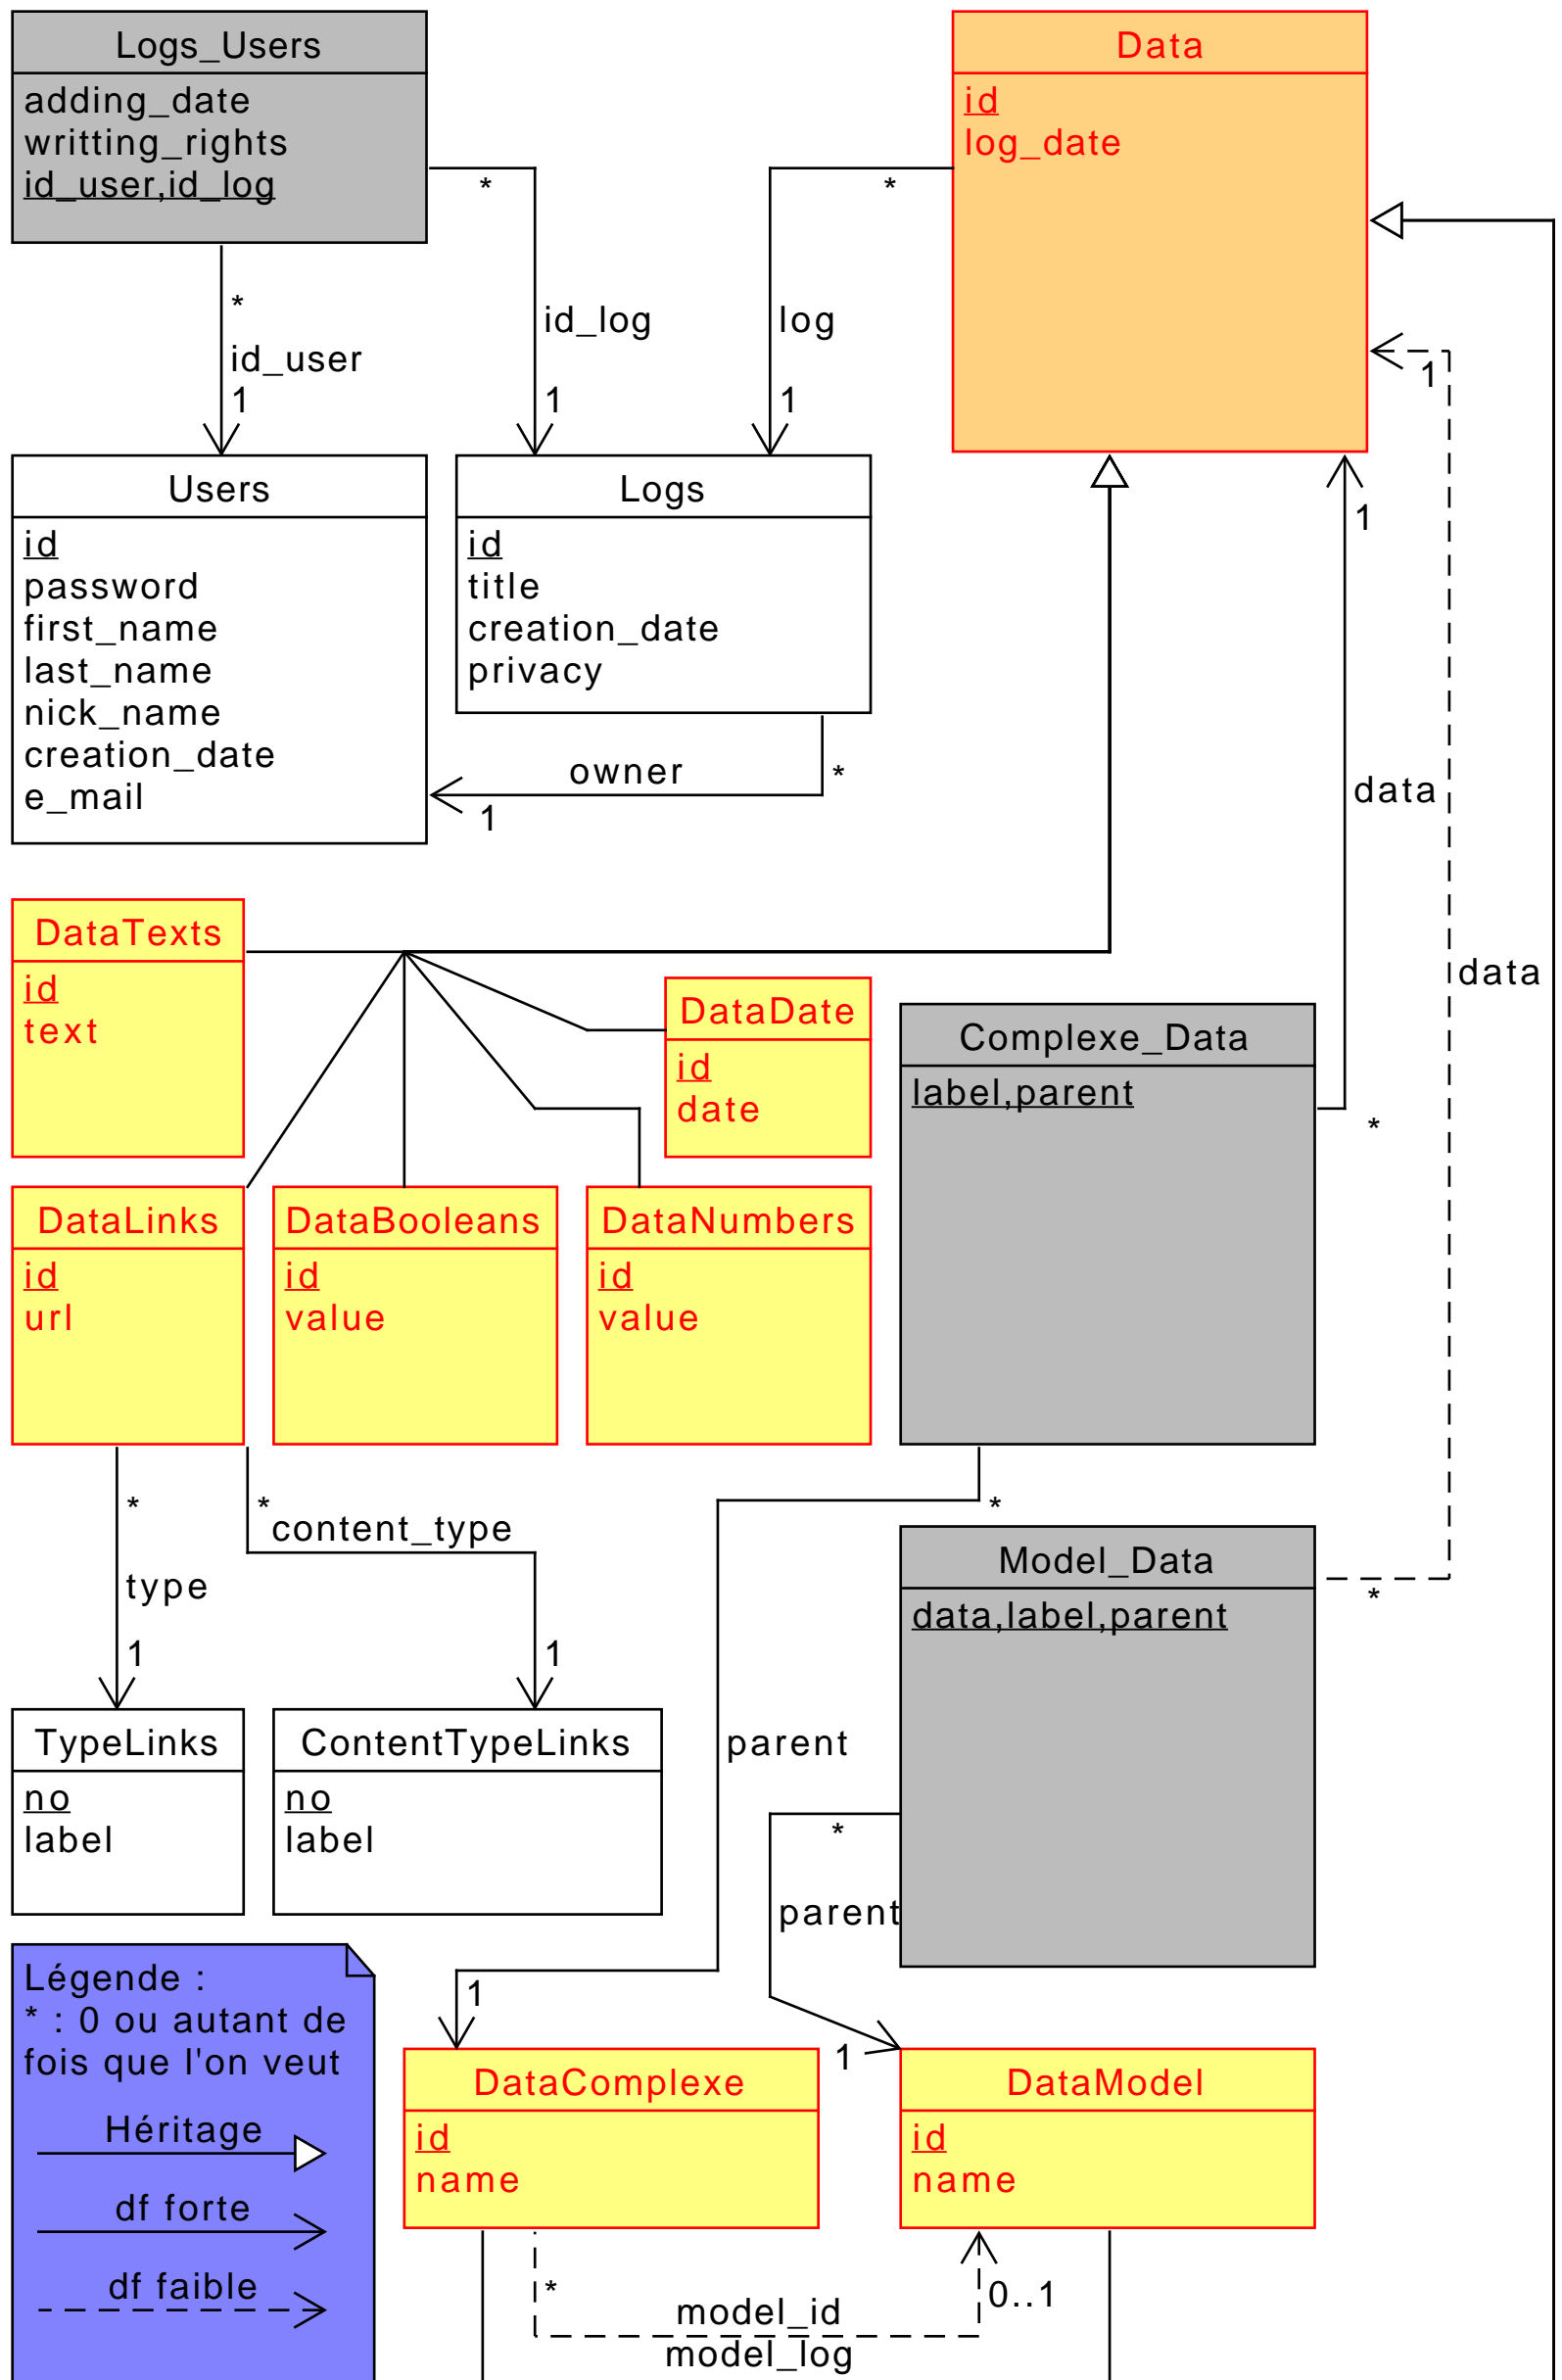 Logs_Users
adding_date
writting_rights
id_user,id_log
Data
id
log_date
*
*
*
id_user
1
id_log
1
log
1
1
Users
id
password
first_name
last_name
nick_name
creation_date
e_mail
Logs
id
title
creation_date
privacy
1
owner
*
1
data
data
DataTexts
id
text
DataDate
id
date
Complexe_Data
label,parent
*
DataLinks
id
url
DataBooleans
id
value
DataNumbers
id
value
*
type
1
*
content_type
1
*
Model_Data
data,label,parent
*
TypeLinks
no
label
ContentTypeLinks
no
label
parent
*
parent
1
1
Légende :
* : 0 ou autant de
fois que l'on veut
Héritage
df forte
df faible
DataComplexe
id
name
DataModel
id
name
*
model_id
model_log
0..1